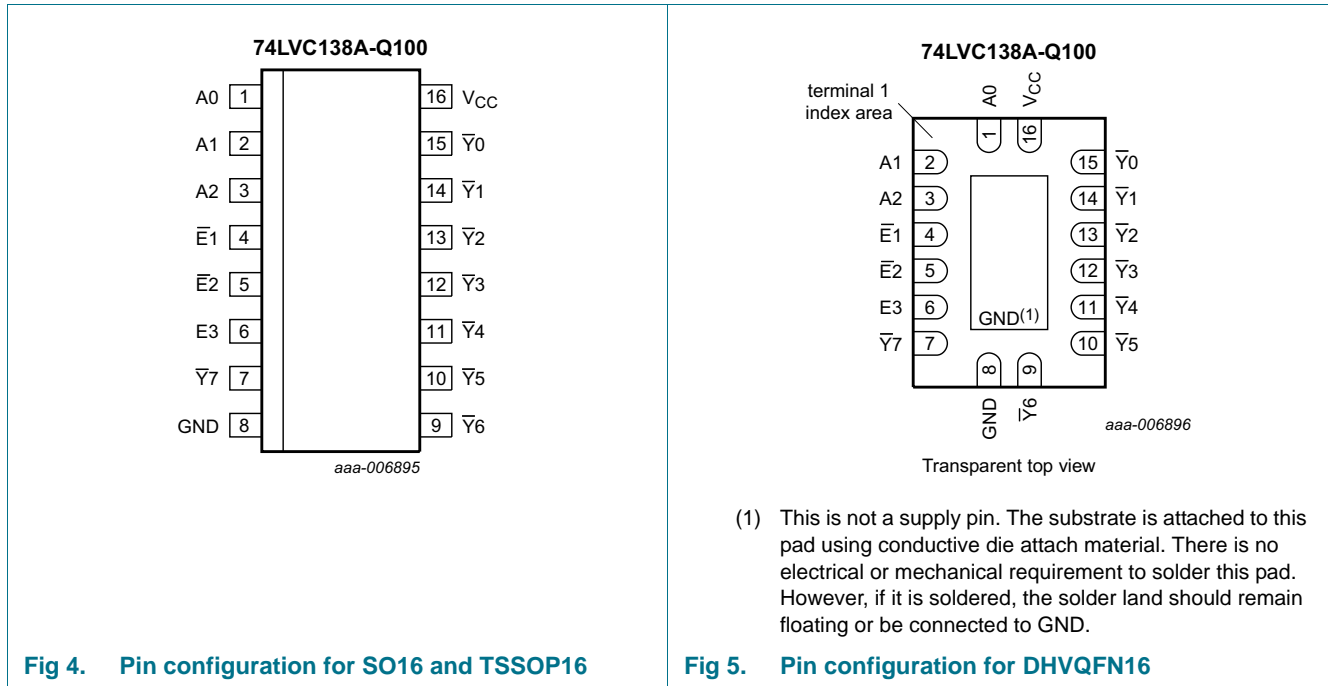 74LVC138A-Q100
A0 1
A1 2
A2 3
E̅1 4
E̅2 5
E3 6
Y̅7 7
GND 8
16 VCC
15 Y̅0
14 Y̅1
13 Y̅2
12 Y̅3
11 Y̅4
10 Y̅5
9 Y̅6
aaa-006895
Fig 4. Pin configuration for SO16 and TSSOP16
74LVC138A-Q100
terminal 1
index area
A0
VCC
1
16
A1 2
A2 3
E̅1 4
E̅2 5
E3 6
Y̅7 7
15 Y̅0
14 Y̅1
13 Y̅2
12 Y̅3
11 Y̅4
10 Y̅5
GND(1)
8
9
GND
Y̅6
aaa-006896
Transparent top view
(1) This is not a supply pin. The substrate is attached to this
pad using conductive die attach material. There is no
electrical or mechanical requirement to solder this pad.
However, if it is soldered, the solder land should remain
floating or be connected to GND.
Fig 5. Pin configuration for DHVQFN16